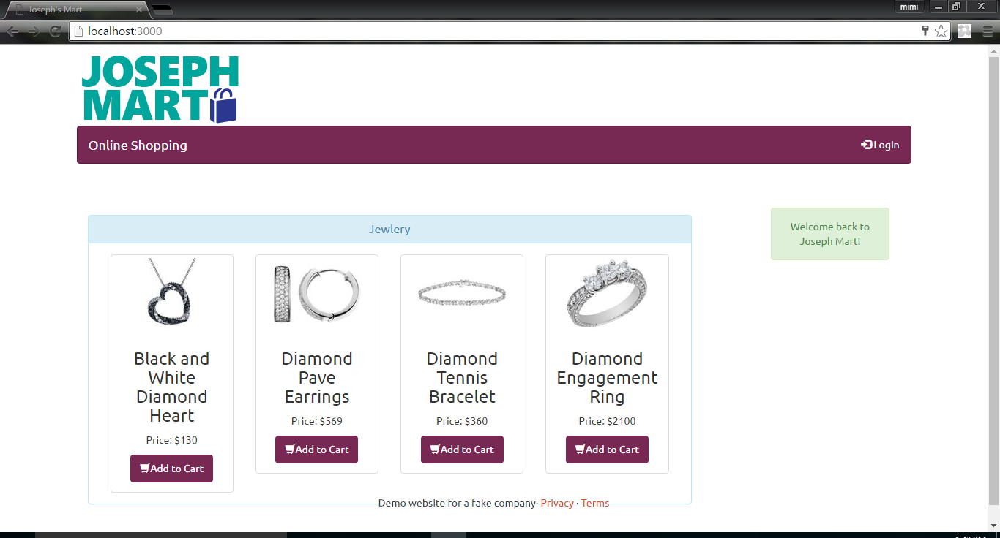 Joseph's Mart
mimi
localhost:3000
JOSEPH
MART
Online Shopping
Login
Jewlery
Welcome back to
Joseph Mart!
Black and
White
Diamond
Heart
Price: $130
Add to Cart
Diamond
Pave
Earrings
Price: $569
Add to Cart
Diamond
Tennis
Bracelet
Price: $360
Add to Cart
Diamond
Engagement
Ring
Price: $2100
Add to Cart
Demo website for a fake company· Privacy · Terms